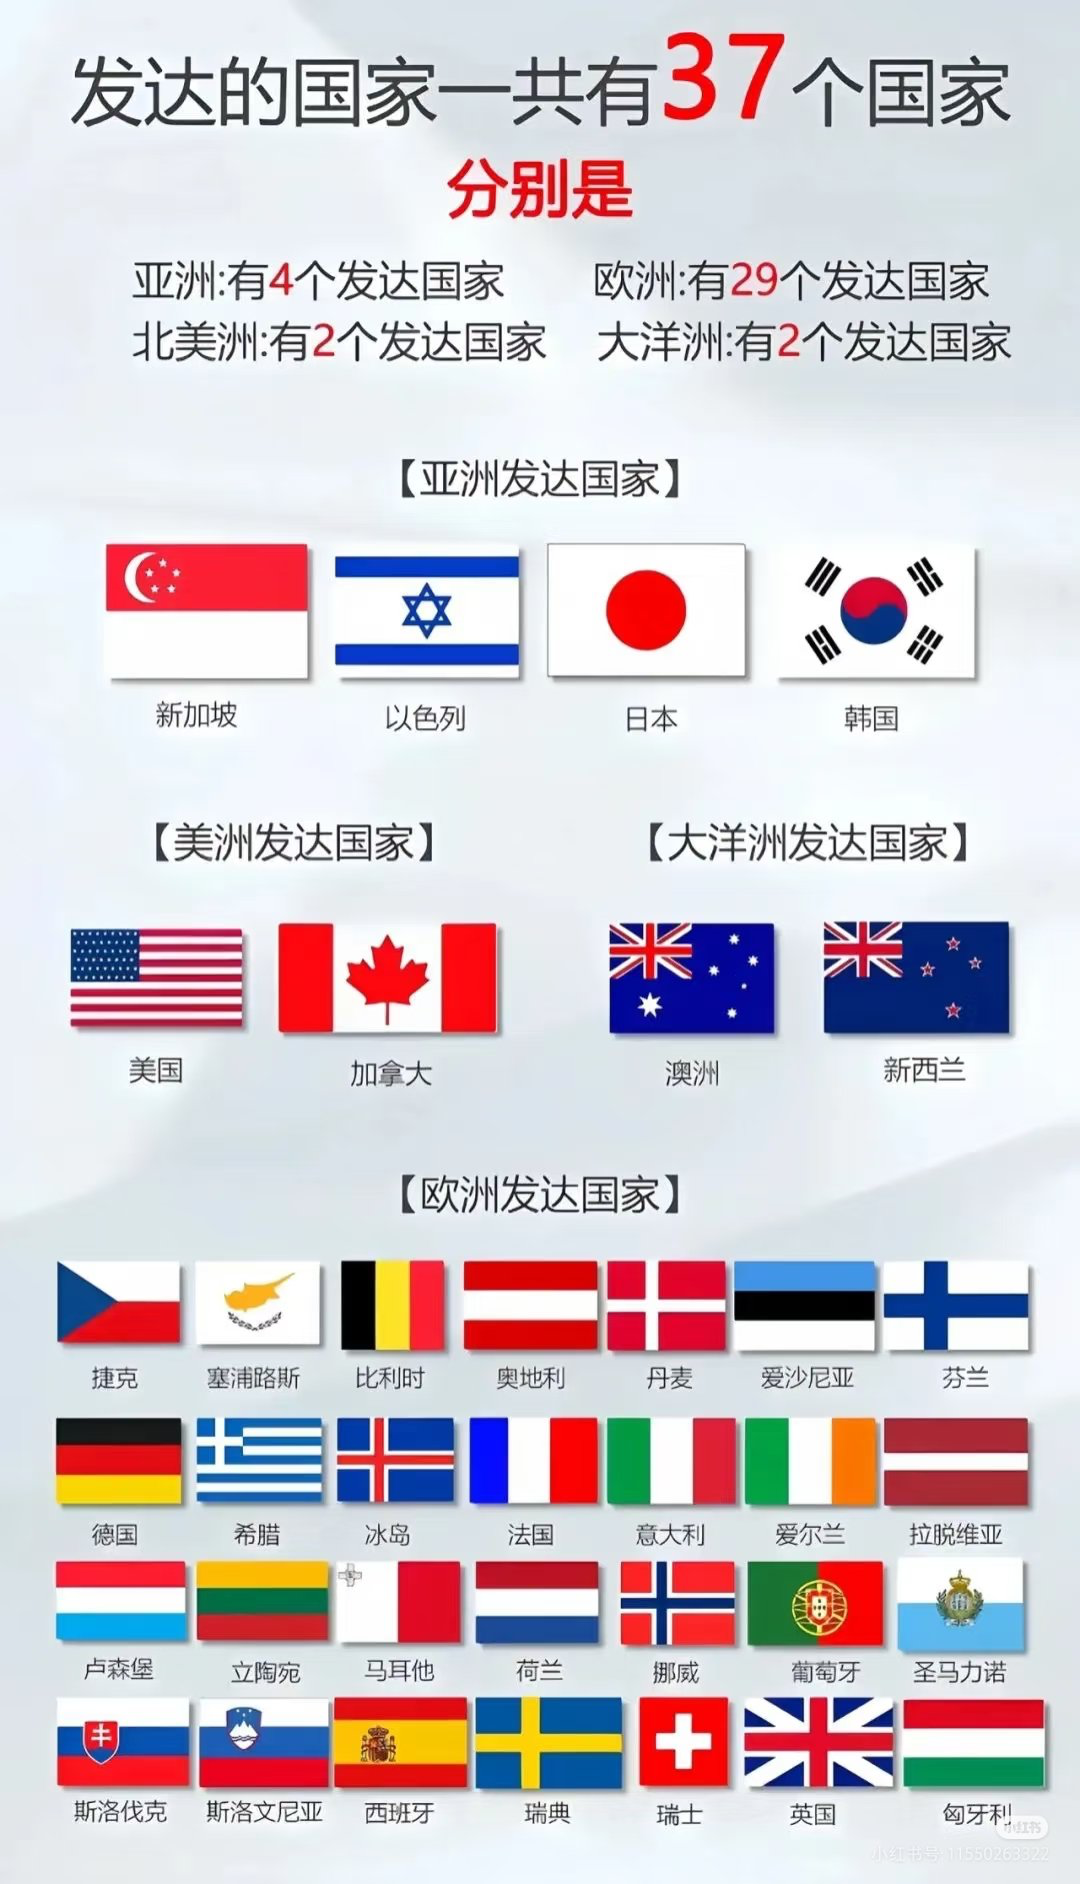 发达的国家一共有37个国家
分别是
亚洲:有4个发达国家 欧洲:有29个发达国家
北美洲:有2个发达国家 大洋洲:有2个发达国家
【亚洲发达国家】
新加坡 以色列 日本 韩国
【美洲发达国家】 【大洋洲发达国家】
美国 加拿大 澳洲 新西兰
【欧洲发达国家】
捷克 塞浦路斯 比利时 奥地利 丹麦 爱沙尼亚 芬兰
德国 希腊 冰岛 法国 意大利 爱尔兰 拉脱维亚
卢森堡 立陶宛 马耳他 荷兰 挪威 葡萄牙 圣马力诺
斯洛伐克 斯洛文尼亚 西班牙 瑞典 瑞士 英国 匈牙利
小红书
小红书号:11550263322